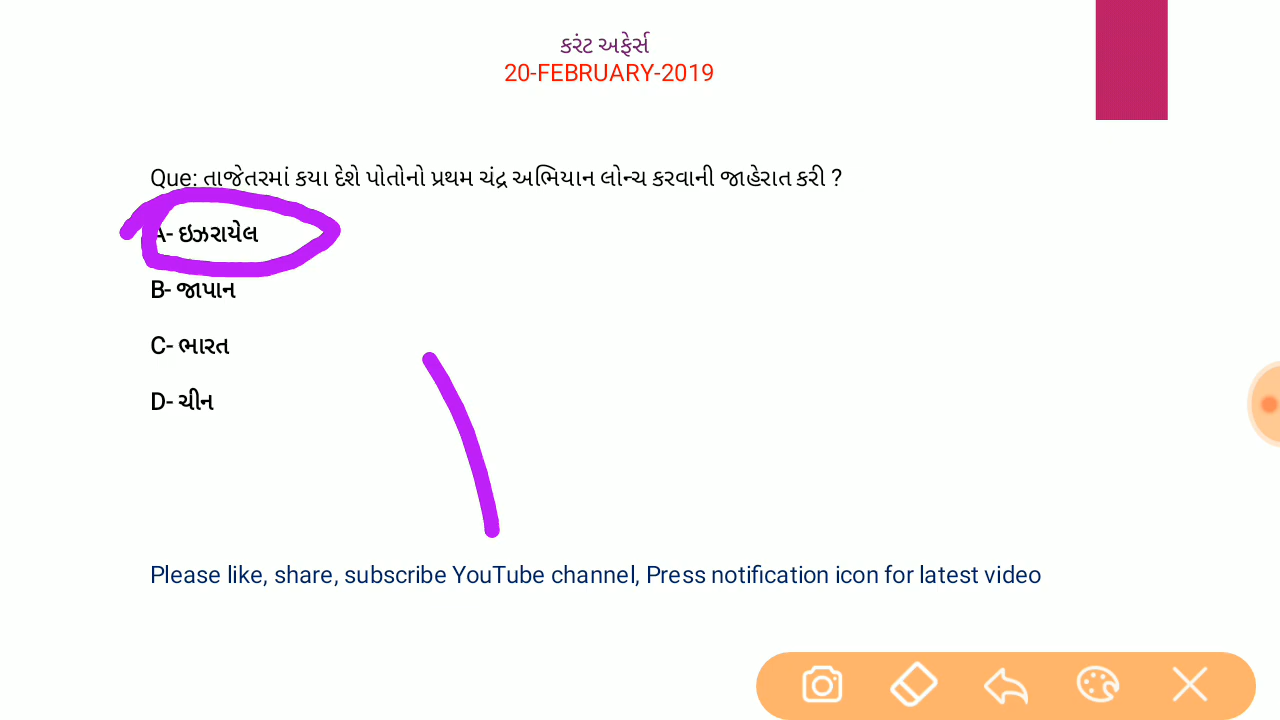 કરંટ અફેર્સ
20-FEBRUARY-2019
Que: તાજેતરમાં કયા દેશે પોતોનો પ્રથમ ચંદ્ર અભિયાન લોન્ચ કરવાની જાહેરાત કરી ?
A- ઇઝરાયેલ
B- જાપાન
C- ભારત
D- ચીન
Please like, share, subscribe YouTube channel, Press notification icon for latest video